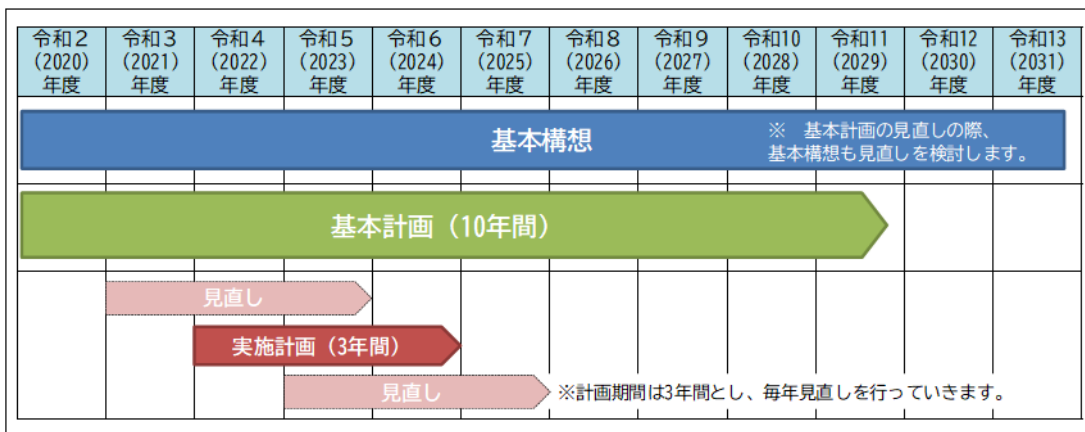 令和２ 令和３ 令和４ 令和５ 令和６ 令和７ 令和８ 令和９ 令和10 令和11 令和12 令和13
(2020) (2021) (2022) (2023) (2024) (2025) (2026) (2027) (2028) (2029) (2030) (2031)
年度 年度 年度 年度 年度 年度 年度 年度 年度 年度 年度 年度
基本構想
※　基本計画の見直しの際、
基本構想も見直しを検討します。
基本計画（10年間）
見直し
実施計画（3年間）
見直し
※計画期間は3年間とし、毎年見直しを行っていきます。